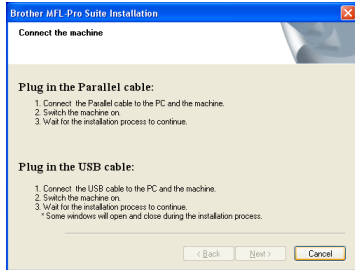 Brother MFL-Pro Suite Installation
Connect the machine
Plug in the Parallel cable:
1. Connect the Parallel cable to the PC and the machine.
2. Switch the machine on.
3. Wait for the installation process to continue.
Plug in the USB cable:
1. Connect the USB cable to the PC and the machine.
2. Switch the machine on.
3. Wait for the installation process to continue.
* Some windows will open and close during the installation process.
< Back Next > Cancel